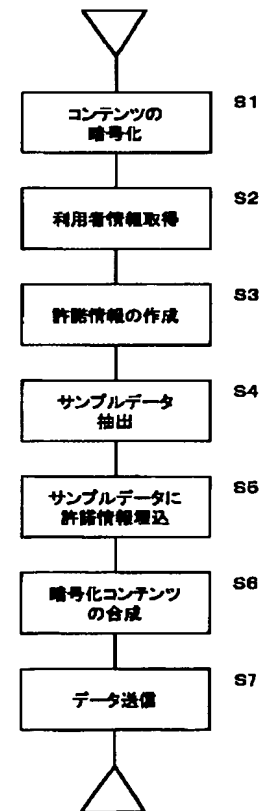 コンテンツの
暗号化
S1
利用者情報取得
S2
許諾情報の作成
S3
サンプルデータ
抽出
S4
サンプルデータに
許諾情報埋込
S5
暗号化コンテンツ
の合成
S6
データ送信
S7